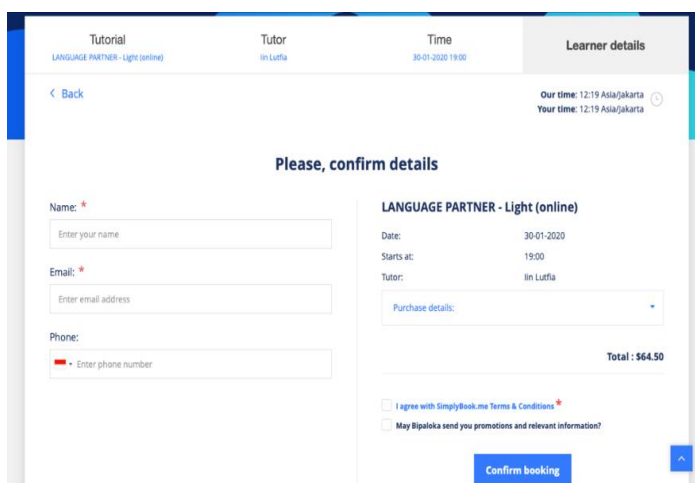 Tutorial
LANGUAGE PARTNER - Light (online)
Tutor
Iin Lutfia
Time
30-01-2020 19:00
Learner details
Back
Our time: 12:19 Asia/Jakarta
Your time: 12:19 Asia/Jakarta
Please, confirm details
Name: *
Enter your name
Email: *
Enter email address
Phone:
Enter phone number
LANGUAGE PARTNER - Light (online)
Date: 30-01-2020
Starts at: 19:00
Tutor: Iin Lutfia
Purchase details:
Total : $64.50
I agree with SimplyBook.me Terms & Conditions *
May Bipaloka send you promotions and relevant information?
Confirm booking